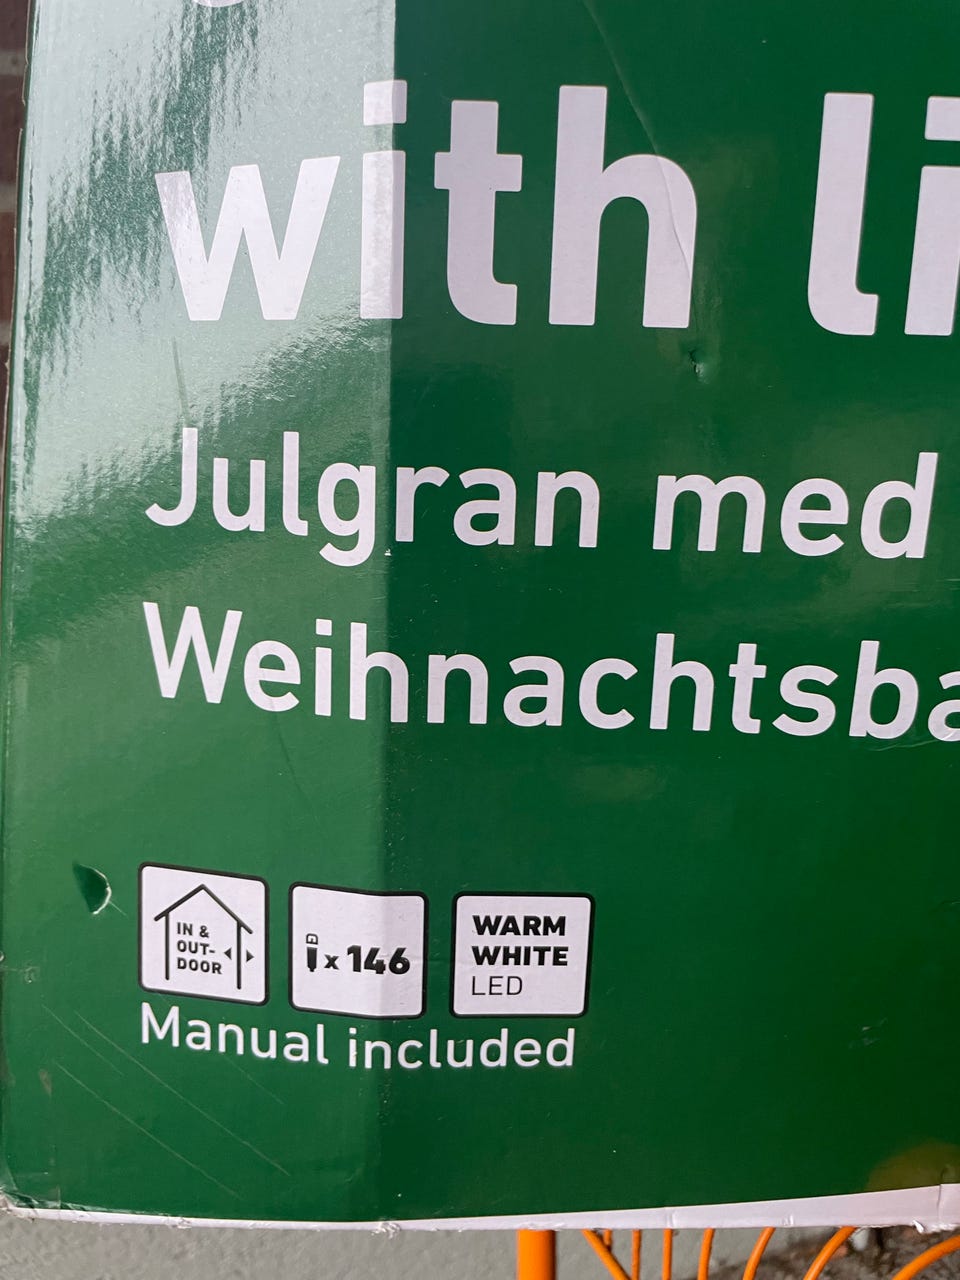 with li
Julgran med
Weihnachtsba
IN &
OUT-
DOOR
x 146
WARM
WHITE
LED
Manual included